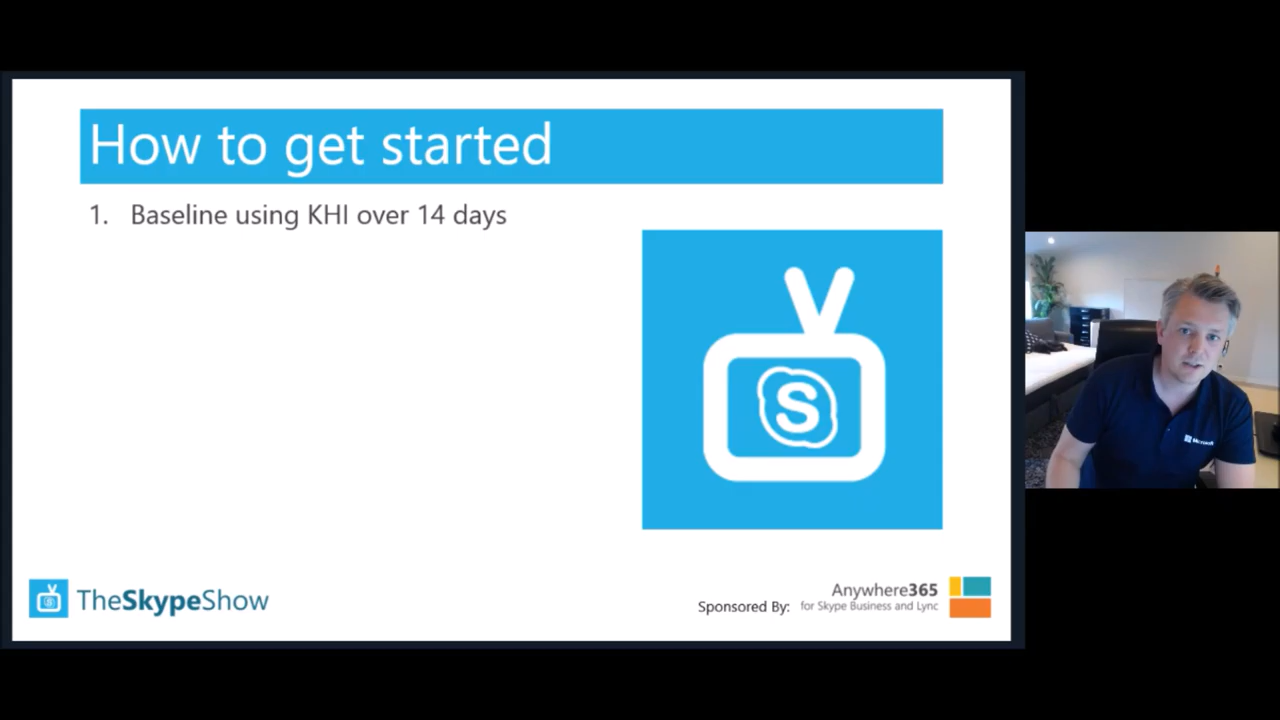 How to get started
1. Baseline using KHI over 14 days
S
TheSkypeShow
Sponsored By:
Anywhere365
for Skype Business and Lync
Microsoft